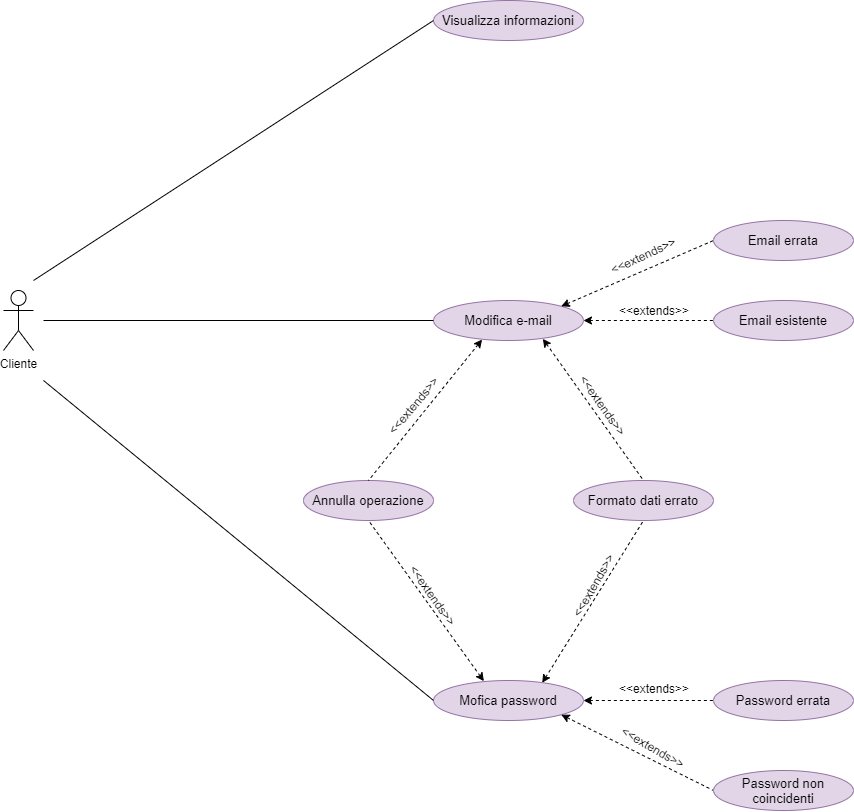 Visualizza informazioni
Email errata
<<extends>>
<<extends>>
Modifica e-mail
Email esistente
Cliente
<<extends>>
<<extends>>
Annulla operazione
Formato dati errato
<<extends>>
<<extends>>
<<extends>>
Mofica password
Password errata
<<extends>>
Password non
coincidenti